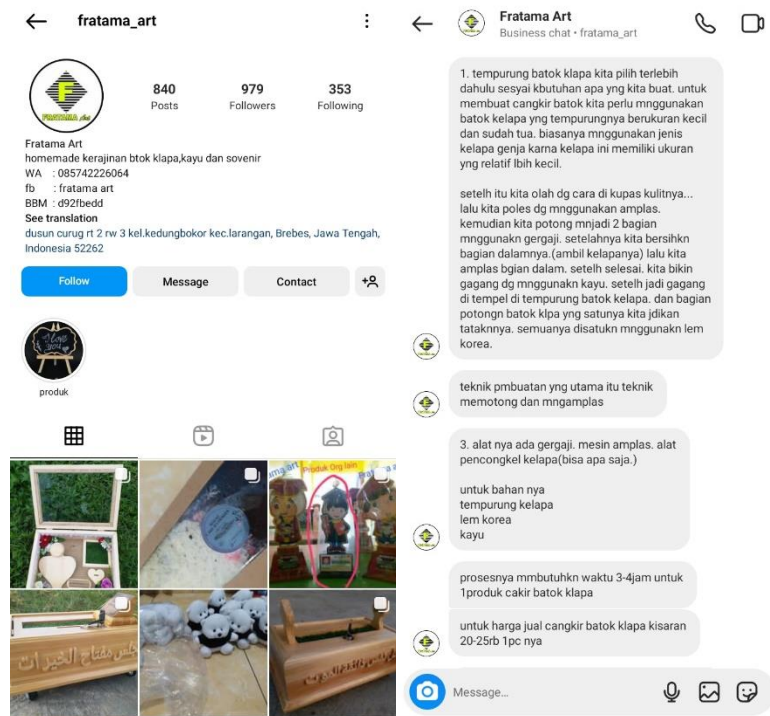 fratama_art
F
FRATAMA Art
840
Posts
979
Followers
353
Following
Fratama Art
homemade kerajinan btok klapa,kayu dan sovenir
WA : 085742226064
fb : fratama art
BBM : d92fbedd
See translation
dusun curug rt 2 rw 3 kel.kedungbokor kec.larangan, Brebes, Jawa Tengah,
Indonesia 52262
Follow
Message
Contact
I Love
You
produk
Produk Org lain
Fratama Art
Business chat • fratama_art
1. tempurung batok klapa kita pilih terlebih
dahulu sesyai kbutuhan apa yng kita buat. untuk
membuat cangkir batok kita perlu mnggunakan
batok kelapa yng tempurungnya berukuran kecil
dan sudah tua. biasanya mnggunakan jenis
kelapa genja karna kelapa ini memiliki ukuran
yng relatif lbih kecil.
setelh itu kita olah dg cara di kupas kulitnya...
lalu kita poles dg mnggunakan amplas.
kemudian kita potong mnjadi 2 bagian
mnggunakn gergaji. setelahnya kita bersihkn
bagian dalamnya.(ambil kelapanya) lalu kita
amplas bgian dalam. setelh selesai. kita bikin
gagang dg mnggunakn kayu. setelh jadi gagang
di tempel di tempurung batok kelapa. dan bagian
potongn batok klpa yng satunya kita jdikan
tataknnya. semuanya disatukn mnggunakn lem
korea.
teknik pmbuatan yng utama itu teknik
memotong dan mngamplas
3. alat nya ada gergaji. mesin amplas. alat
pencongkel kelapa(bisa apa saja.)
untuk bahan nya
tempurung kelapa
lem korea
kayu
prosesnya mmbutuhkn waktu 3-4jam untuk
1produk cakir batok klapa
untuk harga jual cangkir batok klapa kisaran
20-25rb 1pc nya
Message...